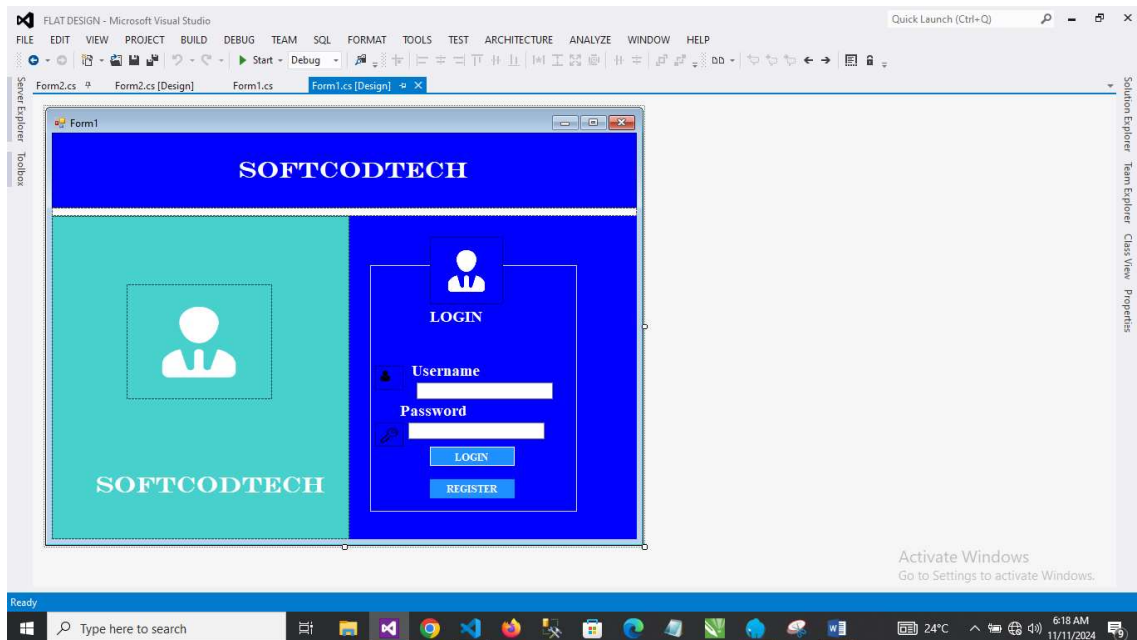 FLAT DESIGN - Microsoft Visual Studio
Quick Launch (Ctrl+Q)
FILE EDIT VIEW PROJECT BUILD DEBUG TEAM SQL FORMAT TOOLS TEST ARCHITECTURE ANALYZE WINDOW HELP
Start Debug
Form2.cs Form2.cs [Design] Form1.cs Form1.cs [Design]
Server Explorer
Toolbox
Solution Explorer
Team Explorer
Class View
Properties
Form1
SOFTCODTECH
LOGIN
Username
Password
LOGIN
REGISTER
SOFTCODTECH
Activate Windows
Go to Settings to activate Windows.
Ready
Type here to search
24°C
6:18 AM
11/11/2024